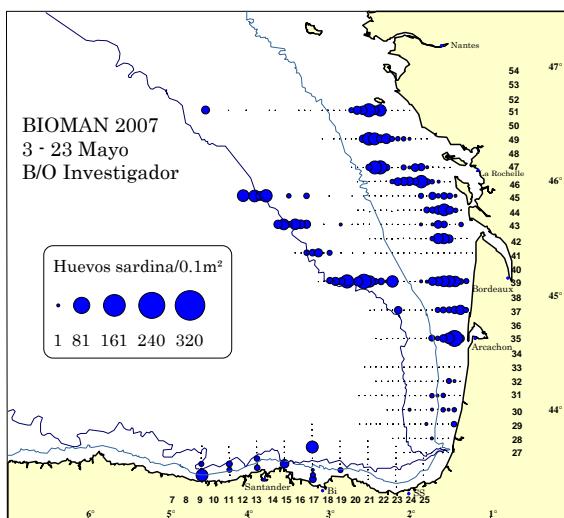 BIOMAN 2007
3 - 23 Mayo
B/O Investigador
Huevos sardina/0.1m²
1 81 161 240 320
Nantes
La Rochelle
Bordeaux
Arcachon
Santander
Bi
SS
47°
46°
45°
44°
54
53
52
51
50
49
48
47
46
45
44
43
42
41
40
39
38
37
36
35
34
33
32
31
30
29
28
27
7 8 9 10 11 12 13 14 15 16 17 18 19 20 21 22 23 24 25
6° 5° 4° 3° 2° 1°